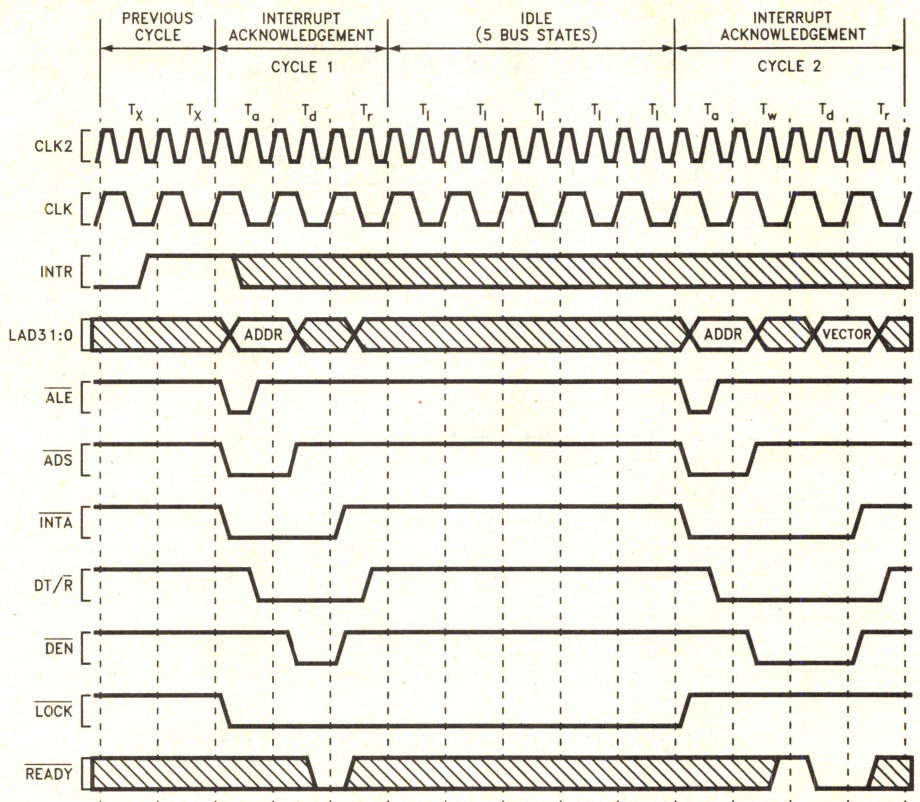 PREVIOUS CYCLE
INTERRUPT ACKNOWLEDGEMENT
CYCLE 1
IDLE
(5 BUS STATES)
INTERRUPT ACKNOWLEDGEMENT
CYCLE 2
Tx Tx Ta Td Tr TI TI TI TI TI Ta Tw Td Tr
CLK2
CLK
INTR
LAD31:0 ADDR ADDR VECTOR
ALE
ADS
INTA
DT/R
DEN
LOCK
READY